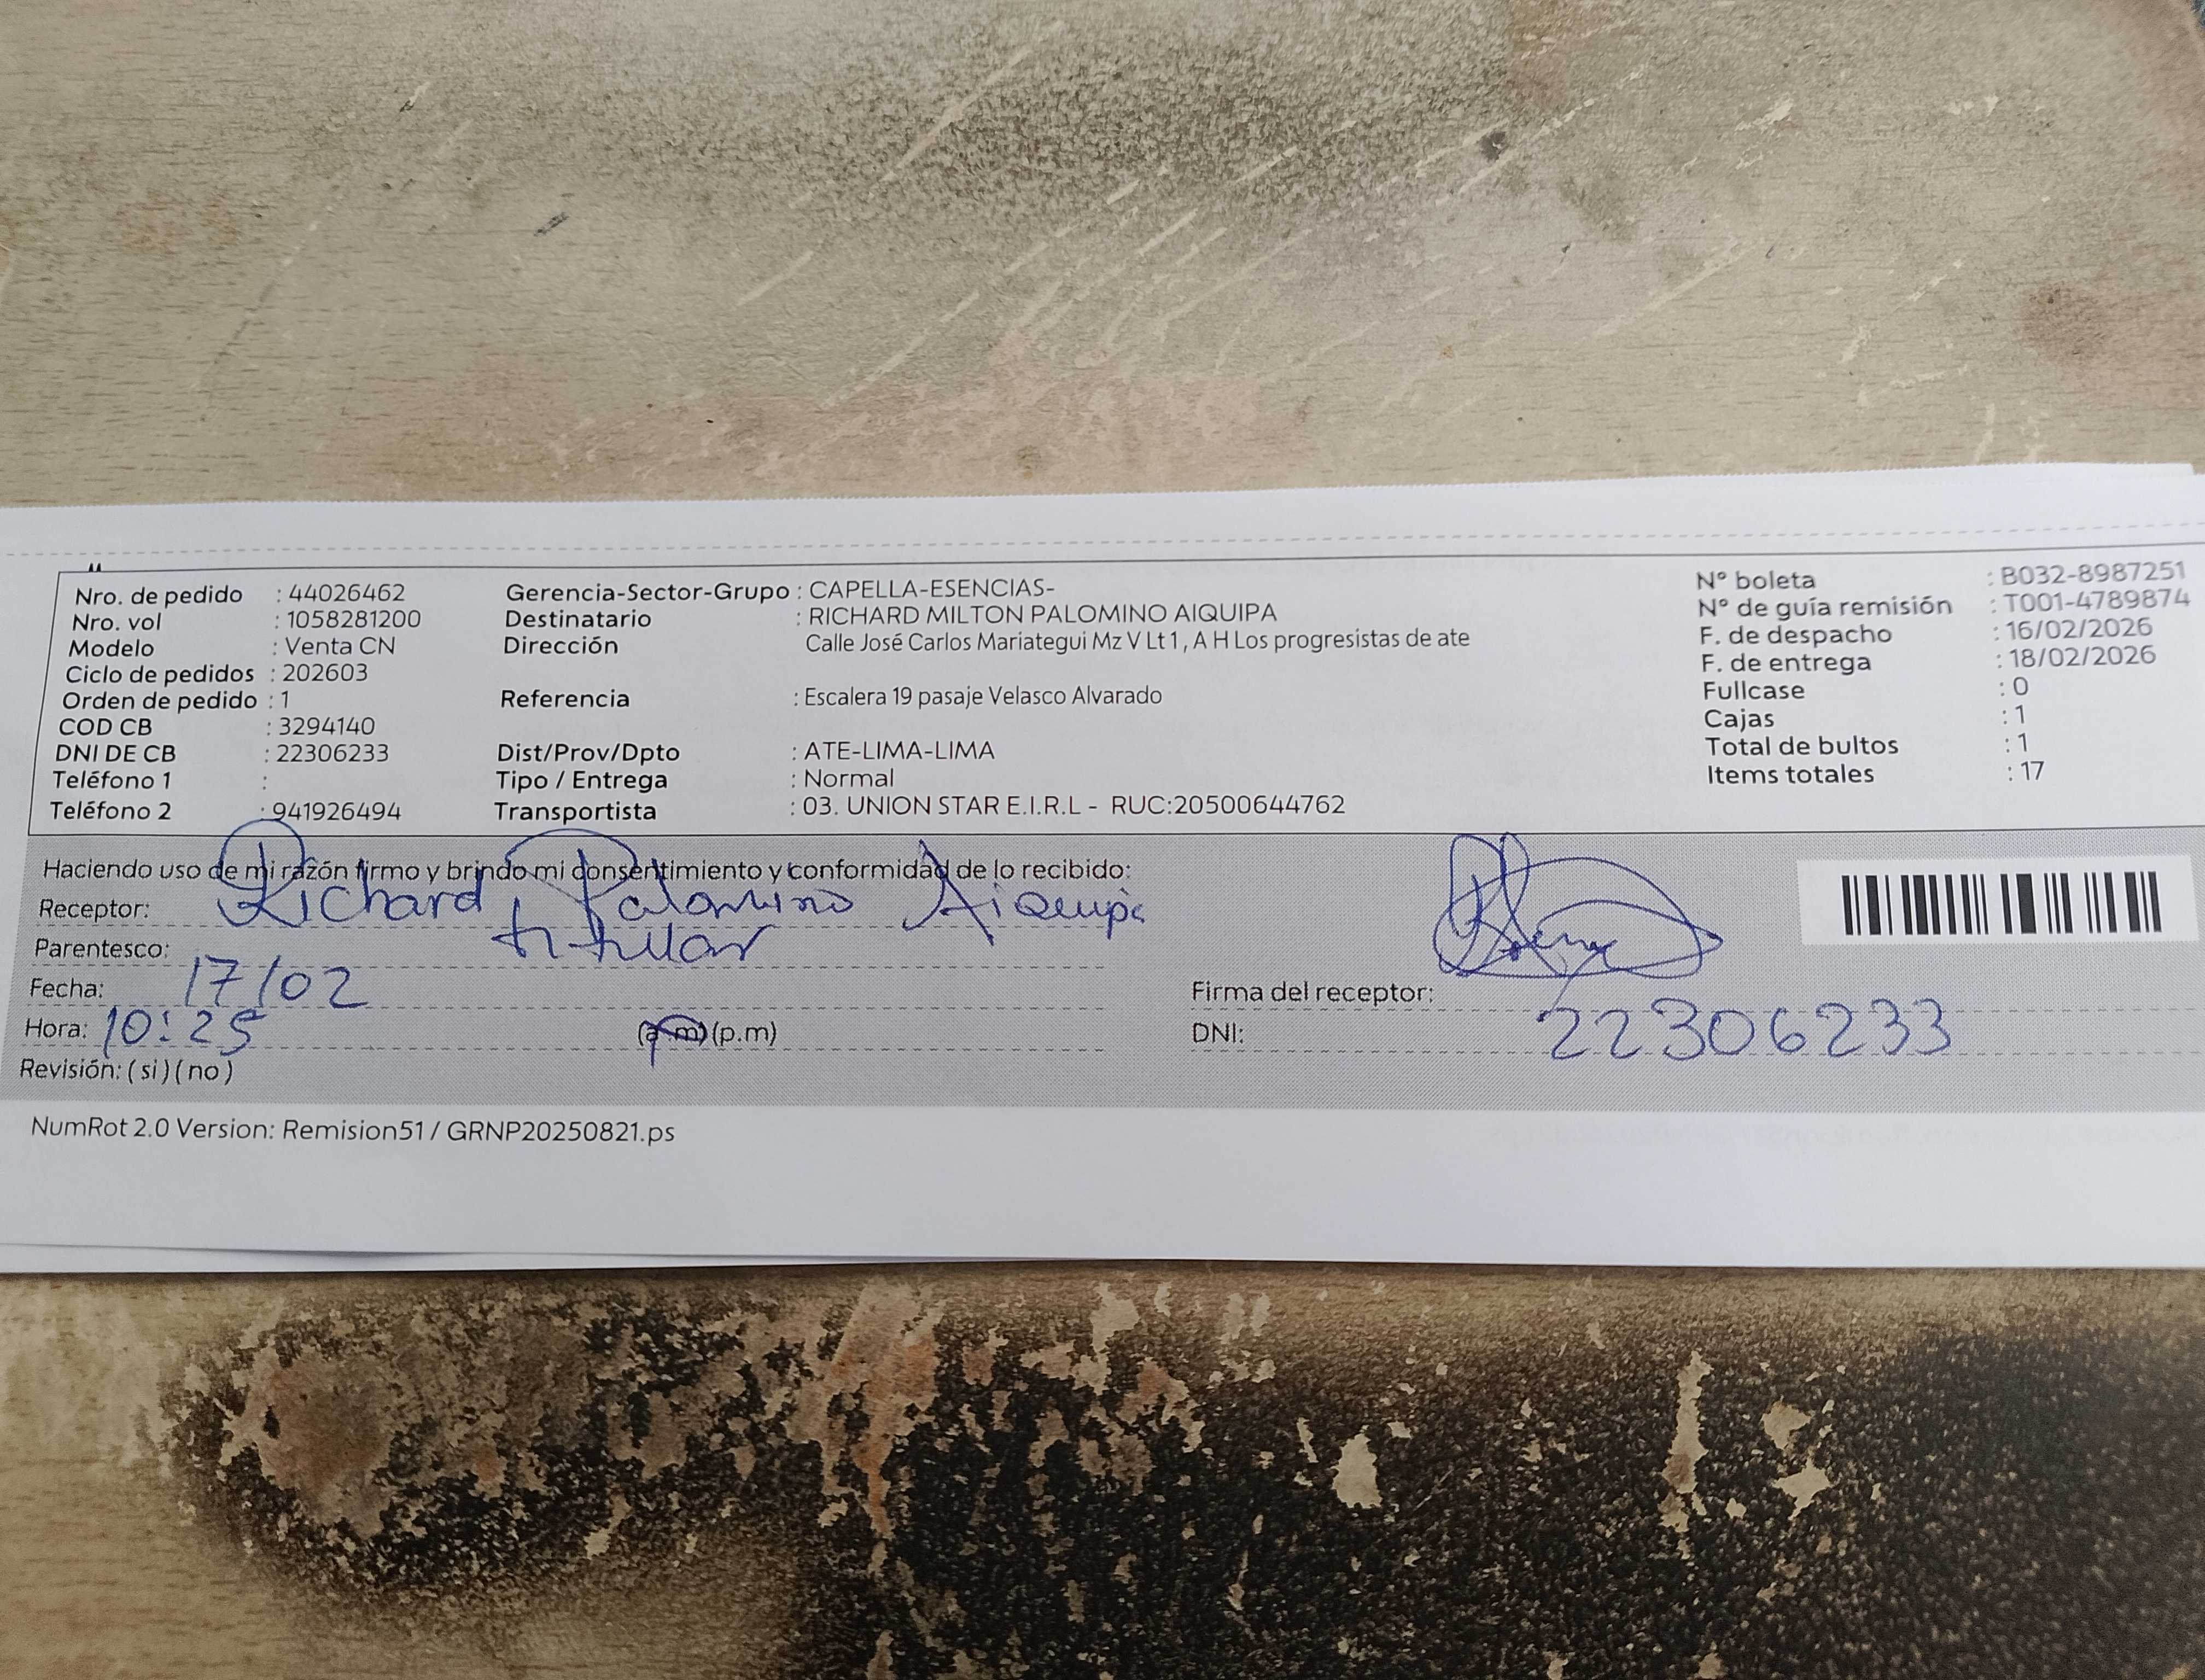 Nro. de pedido : 44026462 Gerencia-Sector-Grupo : CAPELLA-ESENCIAS- N° boleta : B032-8987251
Nro. vol : 1058281200 Destinatario : RICHARD MILTON PALOMINO AIQUIPA N° de guía remisión : T001-4789874
Modelo : Venta CN Dirección Calle José Carlos Mariategui Mz V Lt 1, A H Los progresistas de ate F. de despacho : 16/02/2026
Ciclo de pedidos : 202603 F. de entrega : 18/02/2026
Orden de pedido : 1 Referencia : Escalera 19 pasaje Velasco Alvarado Fullcase : 0
COD CB : 3294140 Cajas : 1
DNI DE CB : 22306233 Dist/Prov/Dpto : ATE-LIMA-LIMA Total de bultos : 1
Teléfono 1 : Tipo / Entrega : Normal Items totales : 17
Teléfono 2 : 941926494 Transportista : 03. UNION STAR E.I.R.L - RUC:20500644762
Haciendo uso de mi razón firmo y brindo mi consentimiento y conformidad de lo recibido:
Receptor: Richard Palomino Aiquipa
Parentesco: titular
Fecha: 17/02 Firma del receptor:
Hora: 10:25 (a.m)(p.m) DNI: 22306233
Revisión: ( si ) ( no )
NumRot 2.0 Version: Remision51 / GRNP20250821.ps